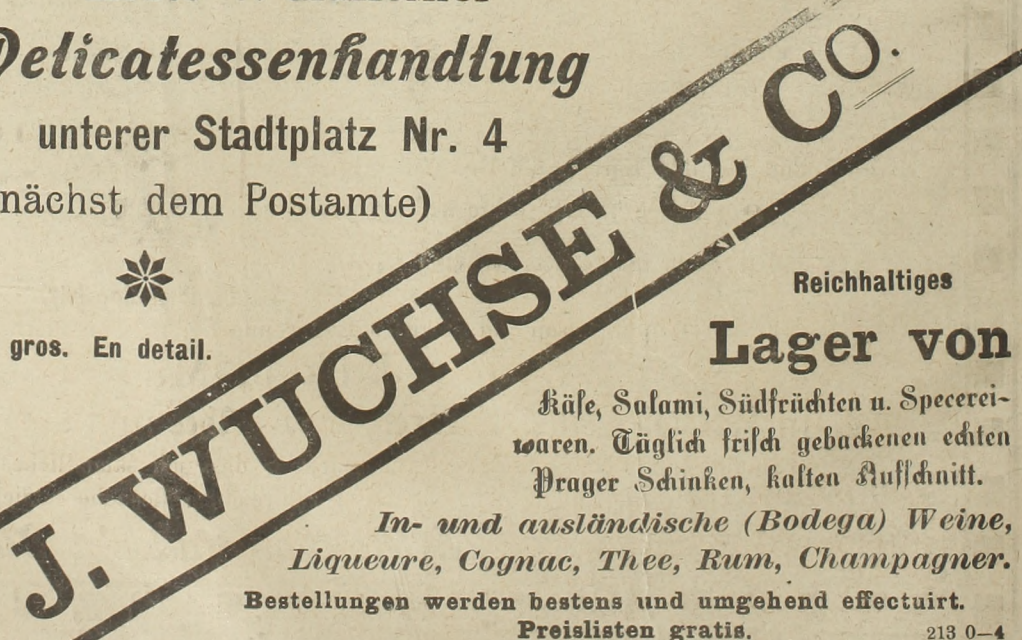 Delicatessenhandlung
unterer Stadtplatz Nr. 4
nächst dem Postamte)
gros. En detail.
J. WUCHSE & CO.
Reichhaltiges
Lager von
Käse, Salami, Südfrüchten u. Specerei-
waren. Täglich frisch gebackenen echten
Prager Schinken, kalten Aufschnitt.
In- und ausländische (Bodega) Weine,
Liqueure, Cognac, Thee, Rum, Champagner.
Bestellungen werden bestens und umgehend effectuirt.
Preislisten gratis.
213 0—4